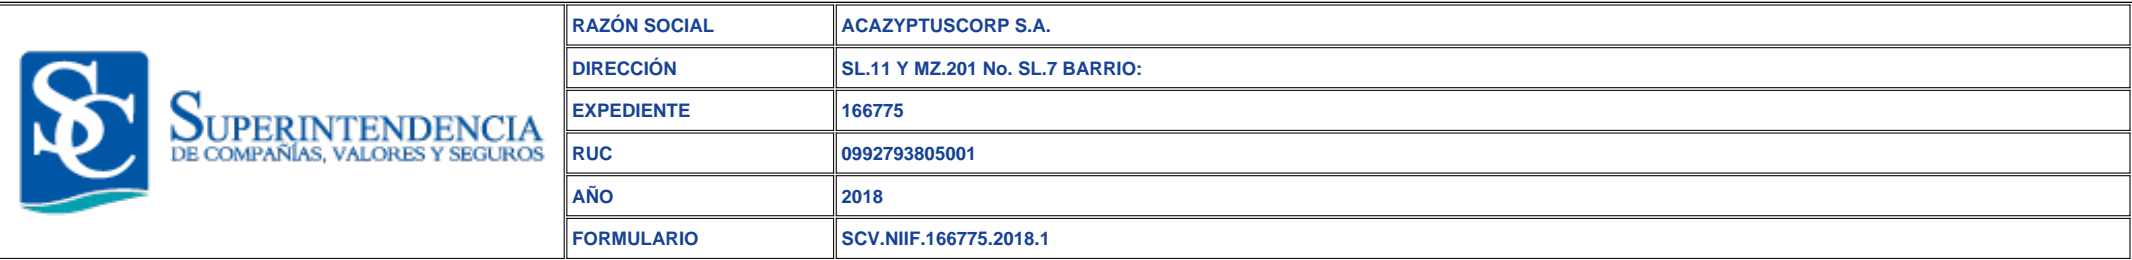 SC
SUPERINTENDENCIA
DE COMPAÑÍAS, VALORES Y SEGUROS
RAZÓN SOCIAL ACAZYPTUSCORP S.A.
DIRECCIÓN SL.11 Y MZ.201 No. SL.7 BARRIO:
EXPEDIENTE 166775
RUC 0992793805001
AÑO 2018
FORMULARIO SCV.NIIF.166775.2018.1